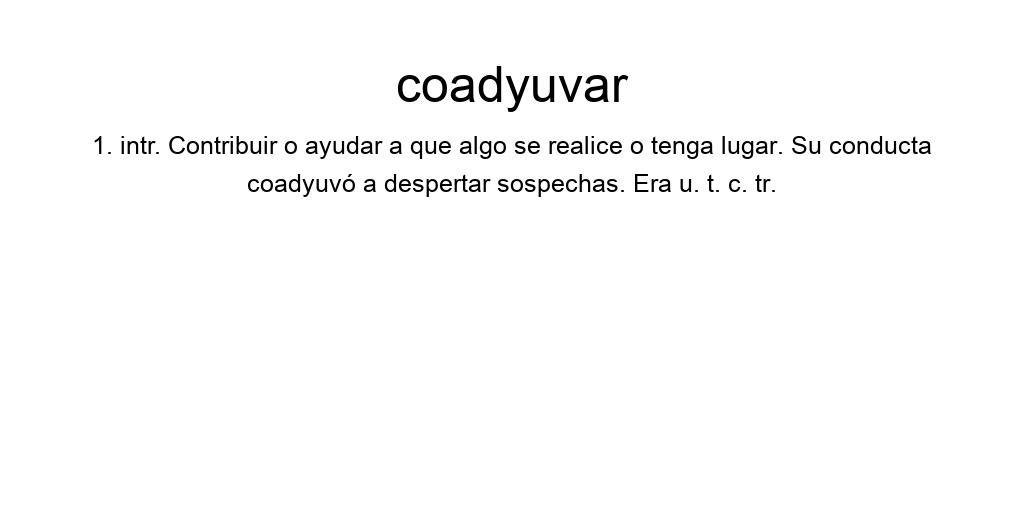 coadyuvar
1. intr. Contribuir o ayudar a que algo se realice o tenga lugar. Su conducta
coadyuvó a despertar sospechas. Era u. t. c. tr.